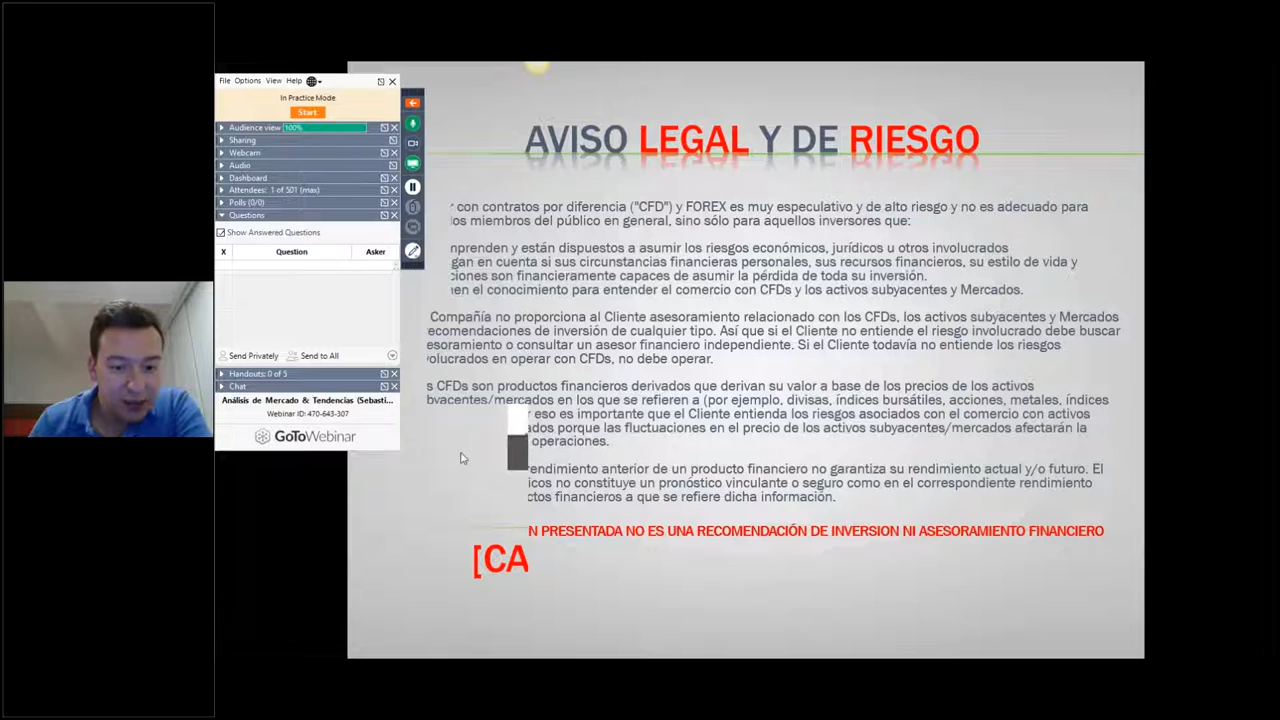 File Options View Help
In Practice Mode
Start
Audience view 100%
Sharing
Webcam
Audio
Dashboard
Attendees: 1 of 501 (max)
Polls (0/0)
Questions
Show Answered Questions
X Question Asker
Send Privately Send to All
Handouts: 0 of 5
Chat
Análisis de Mercado & Tendencias (Sebasti...
Webinar ID: 470-643-307
GoToWebinar
AVISO LEGAL Y DE RIESGO
r con contratos por diferencia ("CFD") y FOREX es muy especulativo y de alto riesgo y no es adecuado para
los miembros del público en general, sino sólo para aquellos inversores que:
nprenden y están dispuestos a asumir los riesgos económicos, jurídicos u otros involucrados
gan en cuenta si sus circunstancias financieras personales, sus recursos financieros, su estilo de vida y
ciones son financieramente capaces de asumir la pérdida de toda su inversión.
nen el conocimiento para entender el comercio con CFDs y los activos subyacentes y Mercados.
Compañía no proporciona al Cliente asesoramiento relacionado con los CFDs, los activos subyacentes y Mercados
recomendaciones de inversión de cualquier tipo. Así que si el Cliente no entiende el riesgo involucrado debe buscar
esoramiento o consultar un asesor financiero independiente. Si el Cliente todavía no entiende los riesgos
volucrados en operar con CFDs, no debe operar.
s CFDs son productos financieros derivados que derivan su valor a base de los precios de los activos
byacentes/mercados en los que se refieren a (por ejemplo, divisas, índices bursátiles, acciones, metales, índices
r eso es importante que el Cliente entienda los riesgos asociados con el comercio con activos
ados porque las fluctuaciones en el precio de los activos subyacentes/mercados afectarán la
operaciones.
rendimiento anterior de un producto financiero no garantiza su rendimiento actual y/o futuro. El
icos no constituye un pronóstico vinculante o seguro como en el correspondiente rendimiento
ctos financieros a que se refiere dicha información.
N PRESENTADA NO ES UNA RECOMENDACIÓN DE INVERSION NI ASESORAMIENTO FINANCIERO
[CA